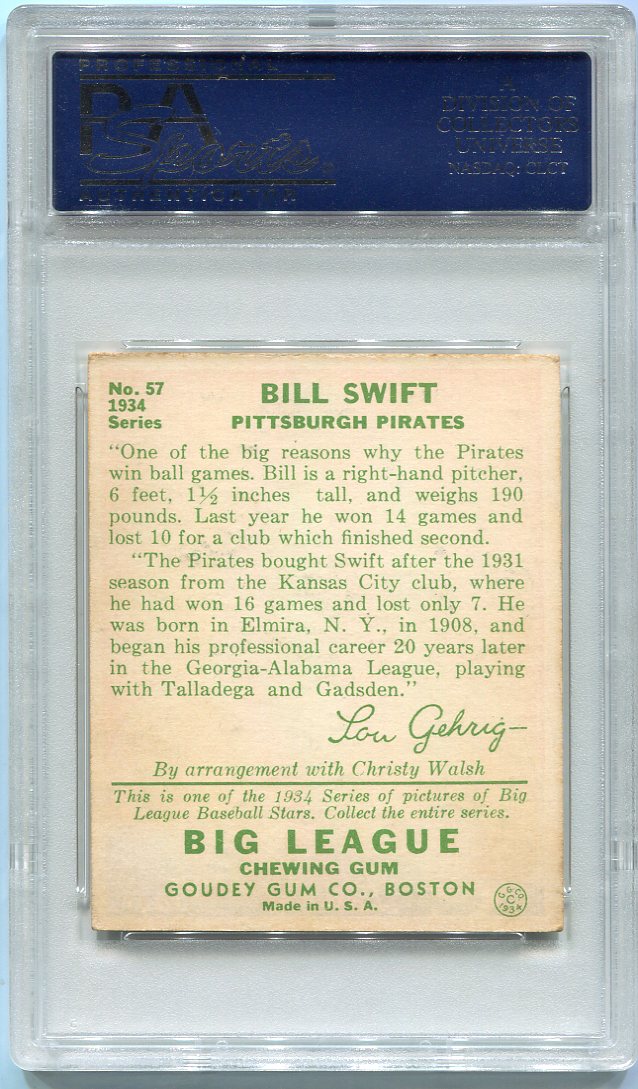 PROFESSIONAL
PSA
Sports
AUTHENTICATOR
A
DIVISION OF
COLLECTORS
UNIVERSE
NASDAQ: CLCT
No. 57
1934
Series
BILL SWIFT
PITTSBURGH PIRATES
"One of the big reasons why the Pirates
win ball games. Bill is a right-hand pitcher,
6 feet, 1½ inches tall, and weighs 190
pounds. Last year he won 14 games and
lost 10 for a club which finished second.
"The Pirates bought Swift after the 1931
season from the Kansas City club, where
he had won 16 games and lost only 7. He
was born in Elmira, N. Y., in 1908, and
began his professional career 20 years later
in the Georgia-Alabama League, playing
with Talladega and Gadsden."
Lou Gehrig
By arrangement with Christy Walsh
This is one of the 1934 Series of pictures of Big
League Baseball Stars. Collect the entire series.
BIG LEAGUE
CHEWING GUM
GOUDEY GUM CO., BOSTON
Made in U. S. A.
G.G.CO.
C
1934